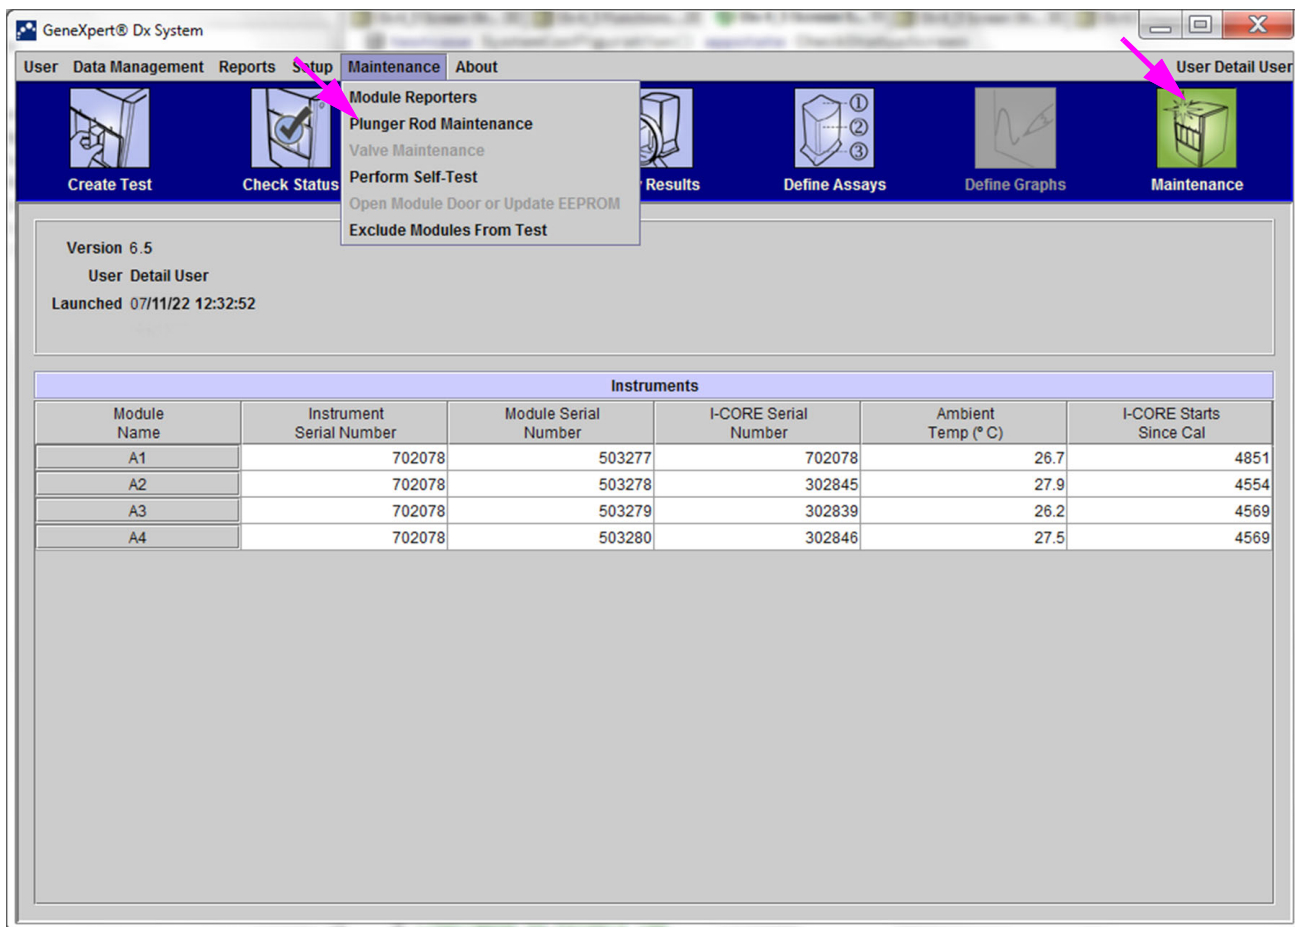 GeneXpert® Dx System
User Data Management Reports Setup Maintenance About User Detail User
Module Reporters
Plunger Rod Maintenance
Valve Maintenance
Perform Self-Test
Open Module Door or Update EEPROM
Exclude Modules From Test
Create Test Check Status Results Define Assays Define Graphs Maintenance
Version 6.5
User Detail User
Launched 07/11/22 12:32:52
Instruments
Module Name Instrument Serial Number Module Serial Number I-CORE Serial Number Ambient Temp (° C) I-CORE Starts Since Cal
A1 702078 503277 702078 26.7 4851
A2 702078 503278 302845 27.9 4554
A3 702078 503279 302839 26.2 4569
A4 702078 503280 302846 27.5 4569